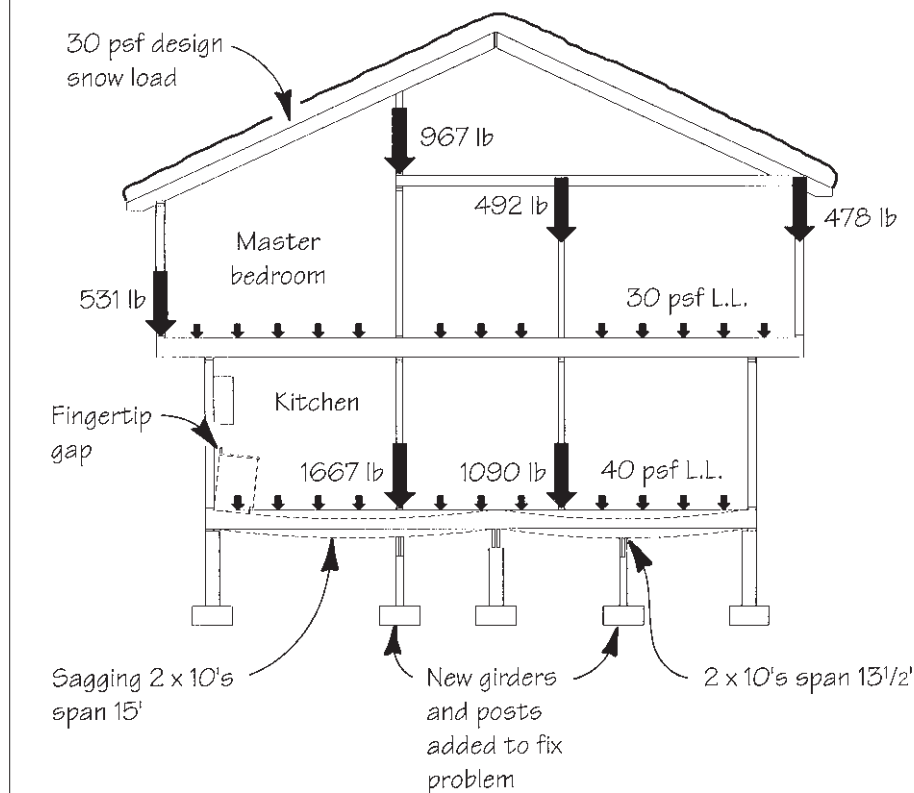 30 psf design
snow load
967 lb
492 lb
478 lb
Master
bedroom
531 lb
30 psf L.L.
Kitchen
Fingertip
gap
1667 lb
1090 lb
40 psf L.L.
Sagging 2 x 10's
span 15'
New girders
and posts
added to fix
problem
2 x 10's span 13 1/2'